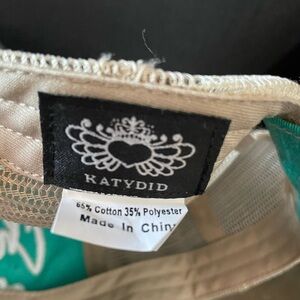 KATYDID
65% Cotton 35% Polyester
Made In China